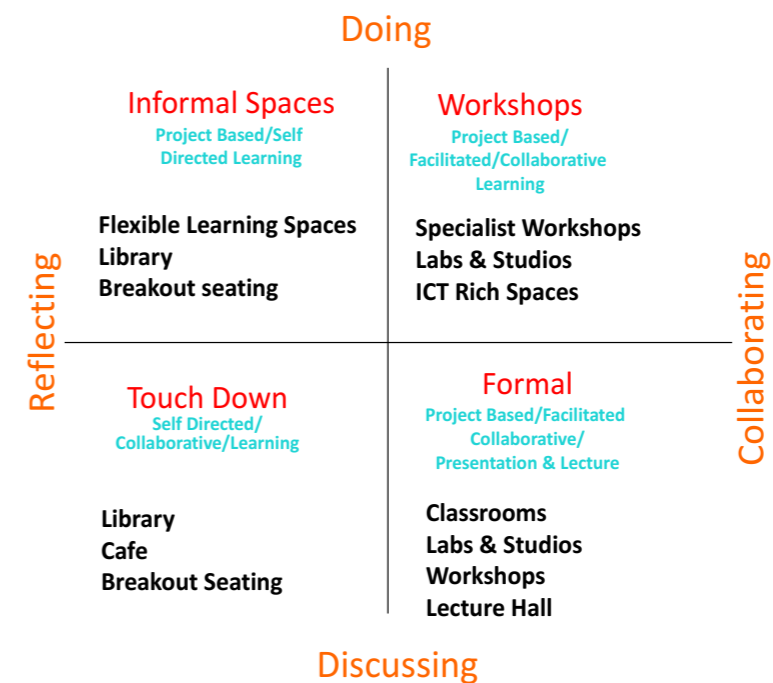 Doing
Informal Spaces
Project Based/Self
Directed Learning
Flexible Learning Spaces
Library
Breakout seating
Workshops
Project Based/
Facilitated/Collaborative
Learning
Specialist Workshops
Labs & Studios
ICT Rich Spaces
Reflecting
Collaborating
Touch Down
Self Directed/
Collaborative/Learning
Library
Cafe
Breakout Seating
Formal
Project Based/Facilitated
Collaborative/
Presentation & Lecture
Classrooms
Labs & Studios
Workshops
Lecture Hall
Discussing